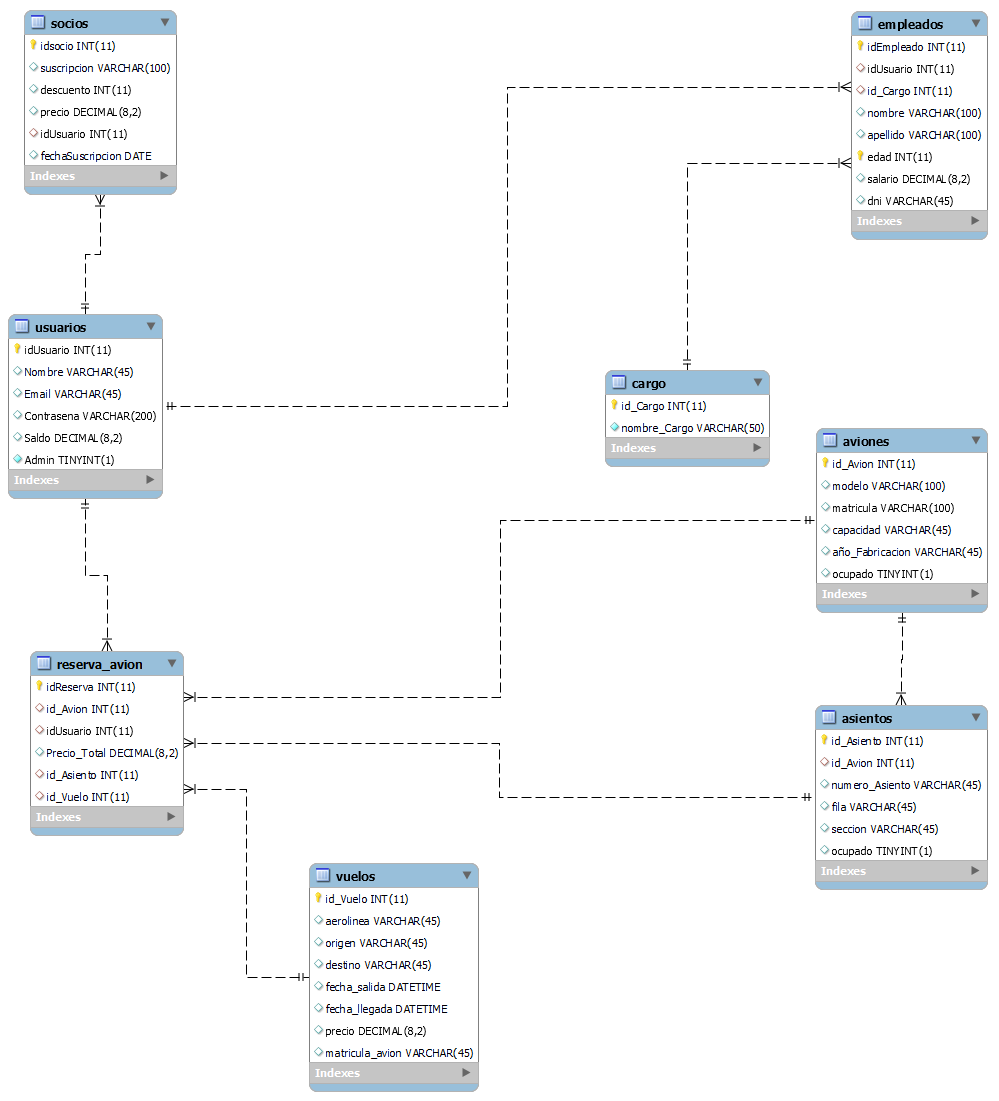 socios
idsocio INT(11)
suscripcion VARCHAR(100)
descuento INT(11)
precio DECIMAL(8,2)
idUsuario INT(11)
fechaSuscripcion DATE
Indexes
empleados
idEmpleado INT(11)
idUsuario INT(11)
id_Cargo INT(11)
nombre VARCHAR(100)
apellido VARCHAR(100)
edad INT(11)
salario DECIMAL(8,2)
dni VARCHAR(45)
Indexes
usuarios
idUsuario INT(11)
Nombre VARCHAR(45)
Email VARCHAR(45)
Contrasena VARCHAR(200)
Saldo DECIMAL(8,2)
Admin TINYINT(1)
Indexes
cargo
id_Cargo INT(11)
nombre_Cargo VARCHAR(50)
Indexes
aviones
id_Avion INT(11)
modelo VARCHAR(100)
matricula VARCHAR(100)
capacidad VARCHAR(45)
año_Fabricacion VARCHAR(45)
ocupado TINYINT(1)
Indexes
reserva_avion
idReserva INT(11)
id_Avion INT(11)
idUsuario INT(11)
Precio_Total DECIMAL(8,2)
id_Asiento INT(11)
id_Vuelo INT(11)
Indexes
asientos
id_Asiento INT(11)
id_Avion INT(11)
numero_Asiento VARCHAR(45)
fila VARCHAR(45)
seccion VARCHAR(45)
ocupado TINYINT(1)
Indexes
vuelos
id_Vuelo INT(11)
aerolinea VARCHAR(45)
origen VARCHAR(45)
destino VARCHAR(45)
fecha_salida DATETIME
fecha_llegada DATETIME
precio DECIMAL(8,2)
matricula_avion VARCHAR(45)
Indexes